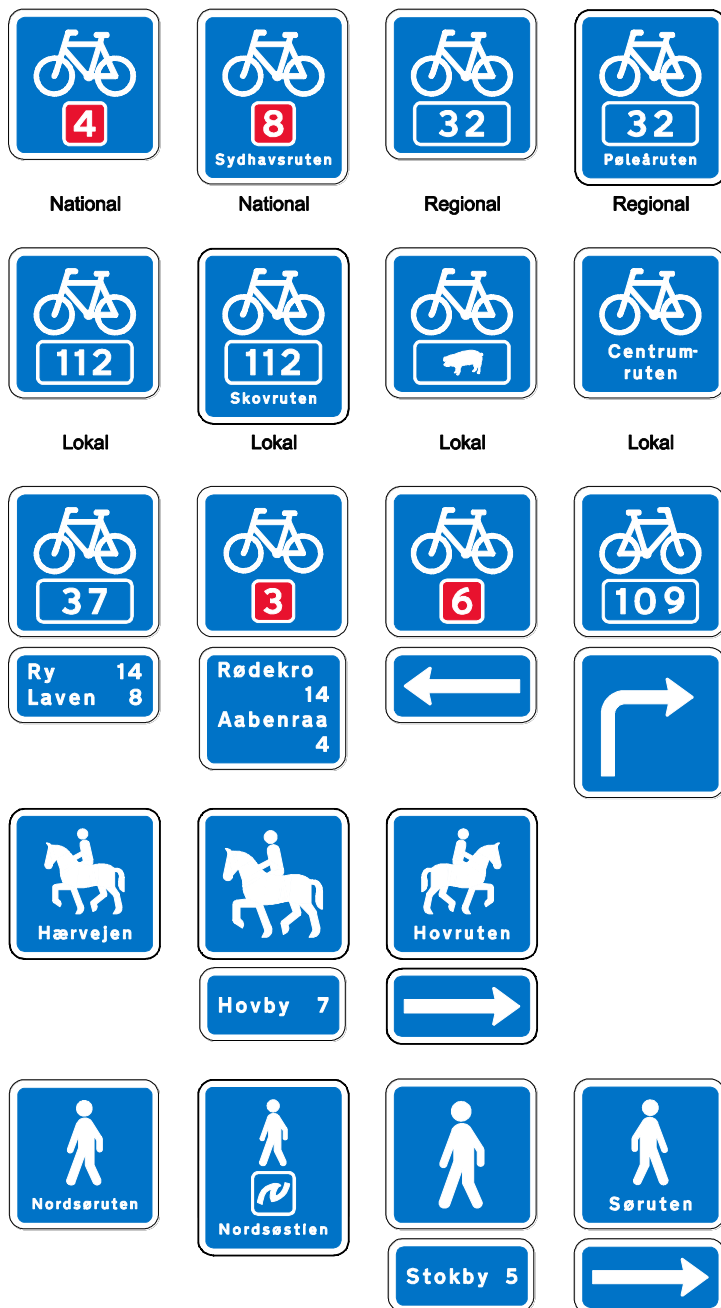 4
8
Sydhavsruten
32
32
Pøleåruten
National
National
Regional
Regional
112
112
Skovruten
Centrum-
ruten
Lokal
Lokal
Lokal
Lokal
37
3
6
109
Ry 14
Laven 8
Rødekro
14
Aabenraa
4
Hærvejen
Hovruten
Hovby 7
Nordsøruten
Nordsøstien
Søruten
Stokby 5